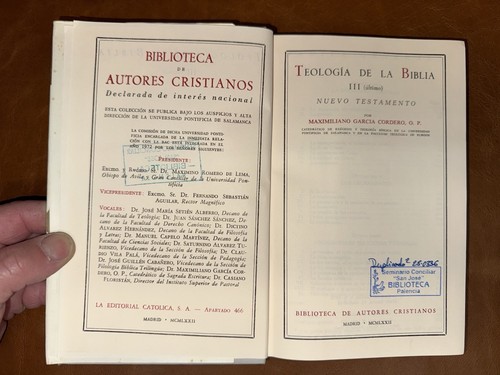 BIBLIOTECA
DE
AUTORES CRISTIANOS
Declarada de interés nacional
ESTA COLECCIÓN SE PUBLICA BAJO LOS AUSPICIOS Y ALTA
DIRECCIÓN DE LA UNIVERSIDAD PONTIFICIA DE SALAMANCA
LA COMISIÓN DE DICHA UNIVERSIDAD PONTI-
FICIA ENCARGADA DE LA INMEDIATA RELA-
CIÓN CON LA BAC ESTÁ INTEGRADA EN EL
AÑO 1972 POR LOS SEÑORES SIGUIENTES:
PRESIDENTE:
Excmo. y Rvdmo. Sr. Dr. MAXIMINO ROMERO DE LEMA,
Obispo de Avila y Gran Canciller de la Universidad Pon-
tificia
VICEPRESIDENTE: Excmo. Sr. Dr. FERNANDO SEBASTIÁN
AGUILAR, Rector Magnífico
VOCALES: Dr. JOSÉ MARÍA SETIÉN ALBERRO, Decano de
la Facultad de Teología; Dr. JUAN SÁNCHEZ SÁNCHEZ, De-
cano de la Facultad de Derecho Canónico; Dr. DICTINO
ALVAREZ HERNÁNDEZ, Decano de la Facultad de Filosofía
y Letras; Dr. MANUEL CAPELO MARTÍNEZ, Decano de la
Facultad de Ciencias Sociales; Dr. SATURNINO ALVAREZ TU-
RIENZO, Vicedecano de la Sección de Filosofía; Dr. CLAU-
DIO VILÁ PALÁ, Vicedecano de la Sección de Pedagogía;
Dr. JOSÉ GUILLÉN CABAÑERO, Vicedecano de la Sección de
Filología Bíblica Trilingüe; Dr. MAXIMILIANO GARCÍA COR-
DERO, O. P., Catedrático de Sagrada Escritura; Dr. CASIANO
FLORISTÁN, Director del Instituto Superior de Pastoral
LA EDITORIAL CATOLICA, S. A. — APARTADO 466
MADRID · MCMLXXII
TEOLOGÍA DE LA BIBLIA
III (último)
NUEVO TESTAMENTO
POR
MAXIMILIANO GARCIA CORDERO, O. P.
Duplicado
Seminario Conciliar
"San José"
BIBLIOTECA
Palencia
BIBLIOTECA DE AUTORES CRISTIANOS
MADRID · MCMLXXII